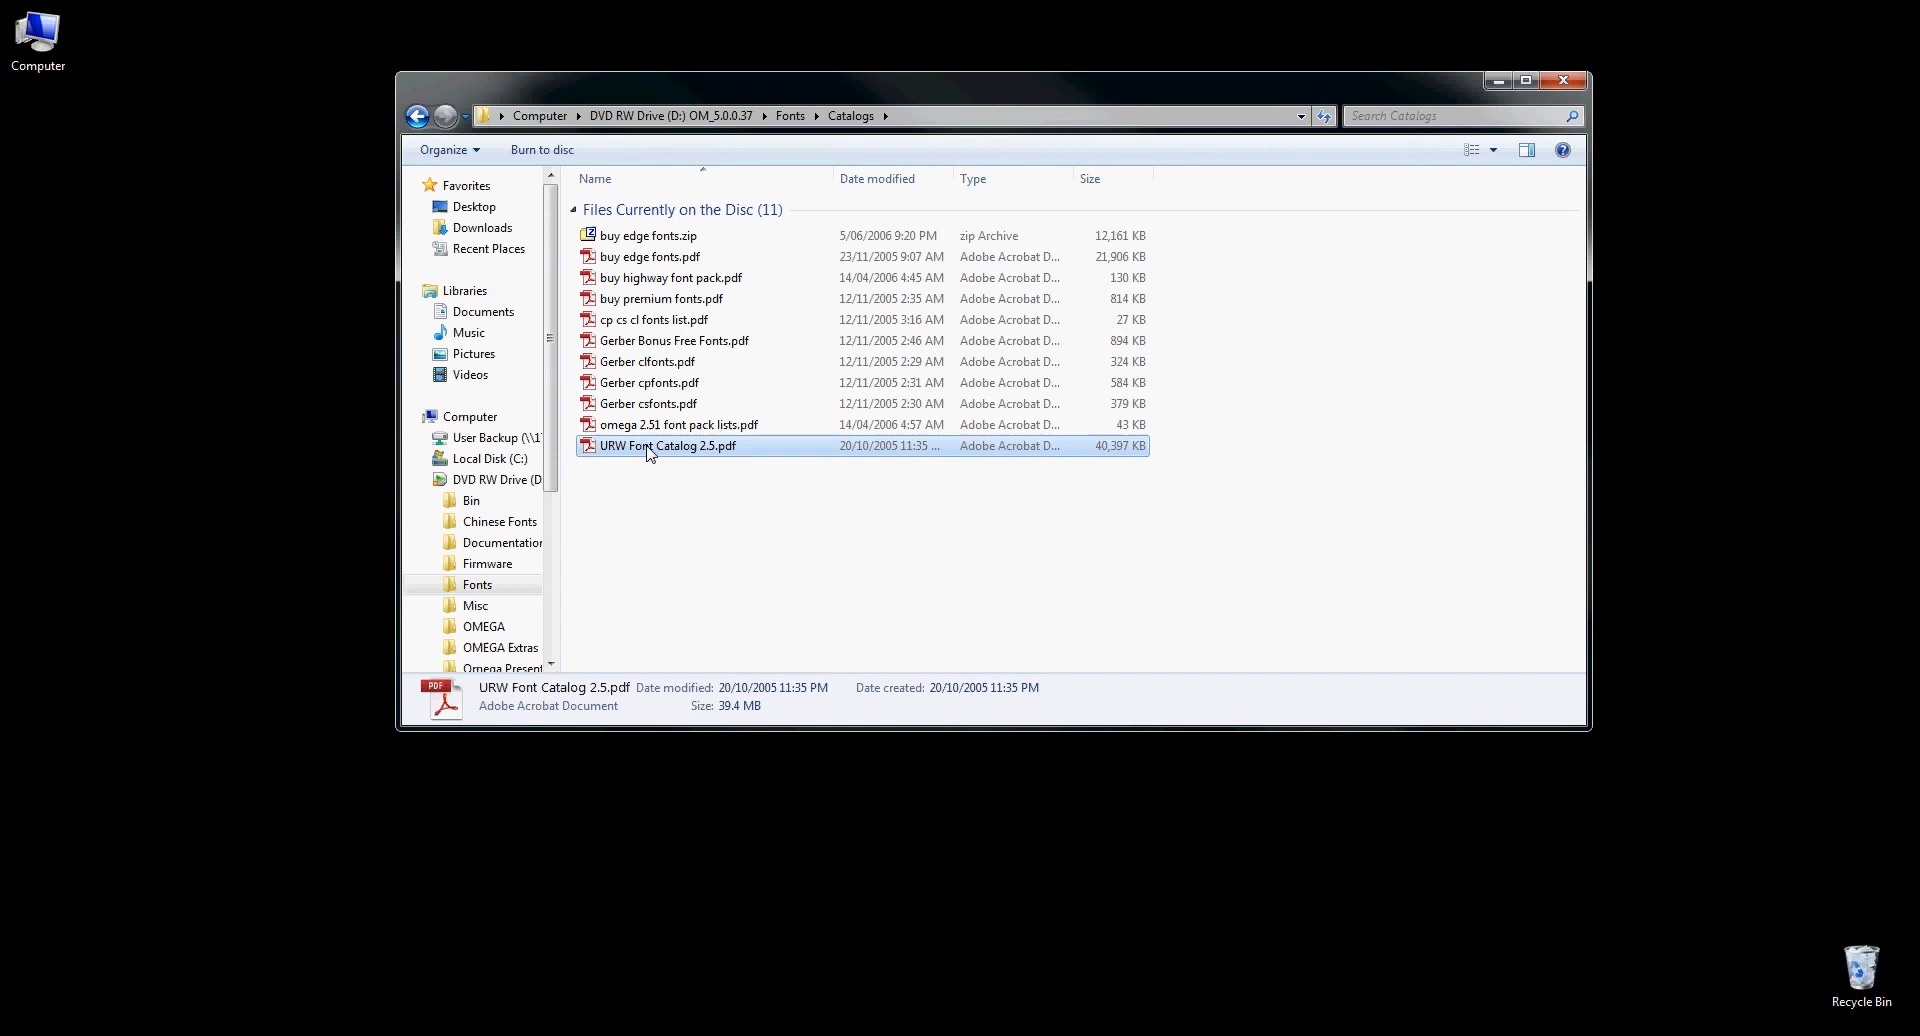 Computer
Computer DVD RW Drive (D:) OM_5.0.0.37 Fonts Catalogs
Search Catalogs
Organize Burn to disc
Favorites
Desktop
Downloads
Recent Places
Libraries
Documents
Music
Pictures
Videos
Computer
User Backup (\\1
Local Disk (C:)
DVD RW Drive (D
Bin
Chinese Fonts
Documentation
Firmware
Fonts
Misc
OMEGA
OMEGA Extras
Omega Present
Name Date modified Type Size
Files Currently on the Disc (11)
buy edge fonts.zip 5/06/2006 9:20 PM zip Archive 12,161 KB
buy edge fonts.pdf 23/11/2005 9:07 AM Adobe Acrobat D... 21,906 KB
buy highway font pack.pdf 14/04/2006 4:45 AM Adobe Acrobat D... 130 KB
buy premium fonts.pdf 12/11/2005 2:35 AM Adobe Acrobat D... 814 KB
cp cs cl fonts list.pdf 12/11/2005 3:16 AM Adobe Acrobat D... 27 KB
Gerber Bonus Free Fonts.pdf 12/11/2005 2:46 AM Adobe Acrobat D... 894 KB
Gerber clfonts.pdf 12/11/2005 2:29 AM Adobe Acrobat D... 324 KB
Gerber cpfonts.pdf 12/11/2005 2:31 AM Adobe Acrobat D... 584 KB
Gerber csfonts.pdf 12/11/2005 2:30 AM Adobe Acrobat D... 379 KB
omega 2.51 font pack lists.pdf 14/04/2006 4:57 AM Adobe Acrobat D... 43 KB
URW Font Catalog 2.5.pdf 20/10/2005 11:35 ... Adobe Acrobat D... 40,397 KB
PDF
URW Font Catalog 2.5.pdf Date modified: 20/10/2005 11:35 PM Date created: 20/10/2005 11:35 PM
Adobe Acrobat Document Size: 39.4 MB
Recycle Bin